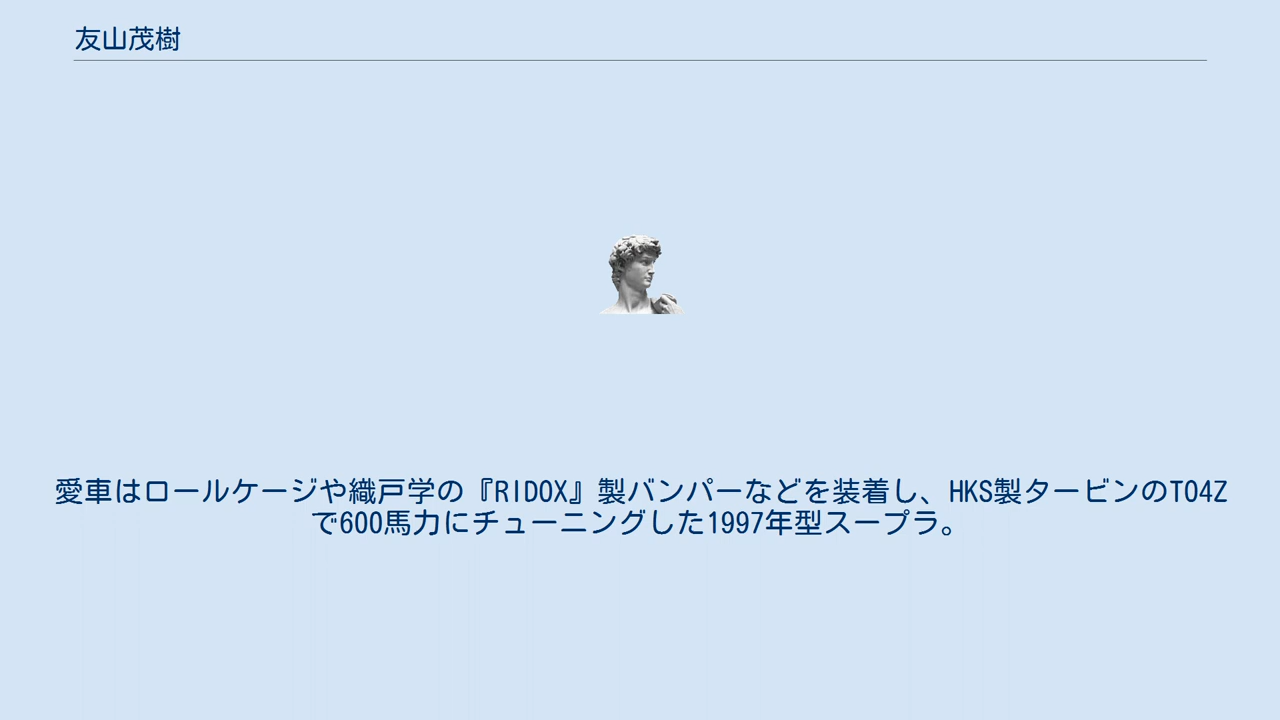 友山茂樹
愛車はロールケージや織戸学の『RIDOX』製バンパーなどを装着し、HKS製タービンのTO4Z
で600馬力にチューニングした1997年型スープラ。